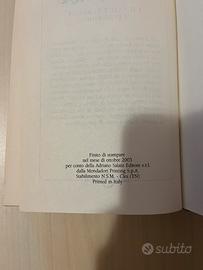 Finito di stampare
nel mese di ottobre 2003
per conto della Adriano Salani Editore s.r.l.
dalla Mondadori Printing S.p.A.
Stabilimento N.S.M. - Cles (TN)
Printed in Italy
subito